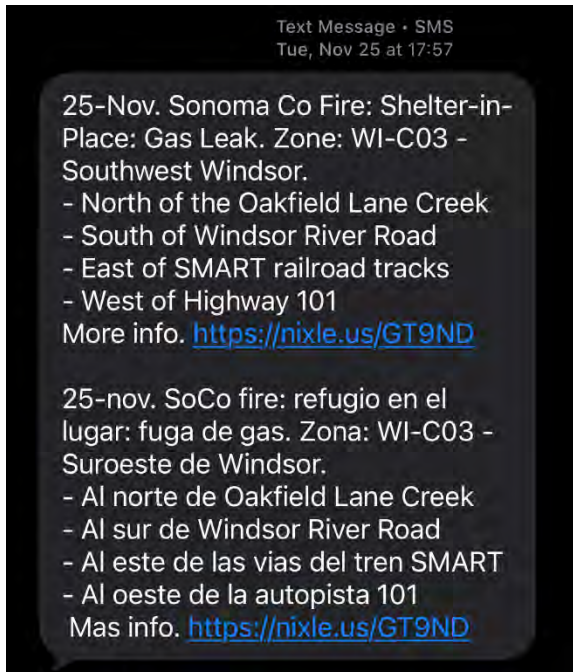 Text Message • SMS
Tue, Nov 25 at 17:57
25-Nov. Sonoma Co Fire: Shelter-in-
Place: Gas Leak. Zone: WI-C03 -
Southwest Windsor.
- North of the Oakfield Lane Creek
- South of Windsor River Road
- East of SMART railroad tracks
- West of Highway 101
More info. https://nixle.us/GT9ND
25-nov. SoCo fire: refugio en el
lugar: fuga de gas. Zona: WI-C03 -
Suroeste de Windsor.
- Al norte de Oakfield Lane Creek
- Al sur de Windsor River Road
- Al este de las vias del tren SMART
- Al oeste de la autopista 101
Mas info. https://nixle.us/GT9ND